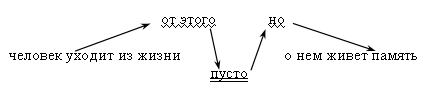 от этого но
человек уходит из жизни о нем живет память
пусто